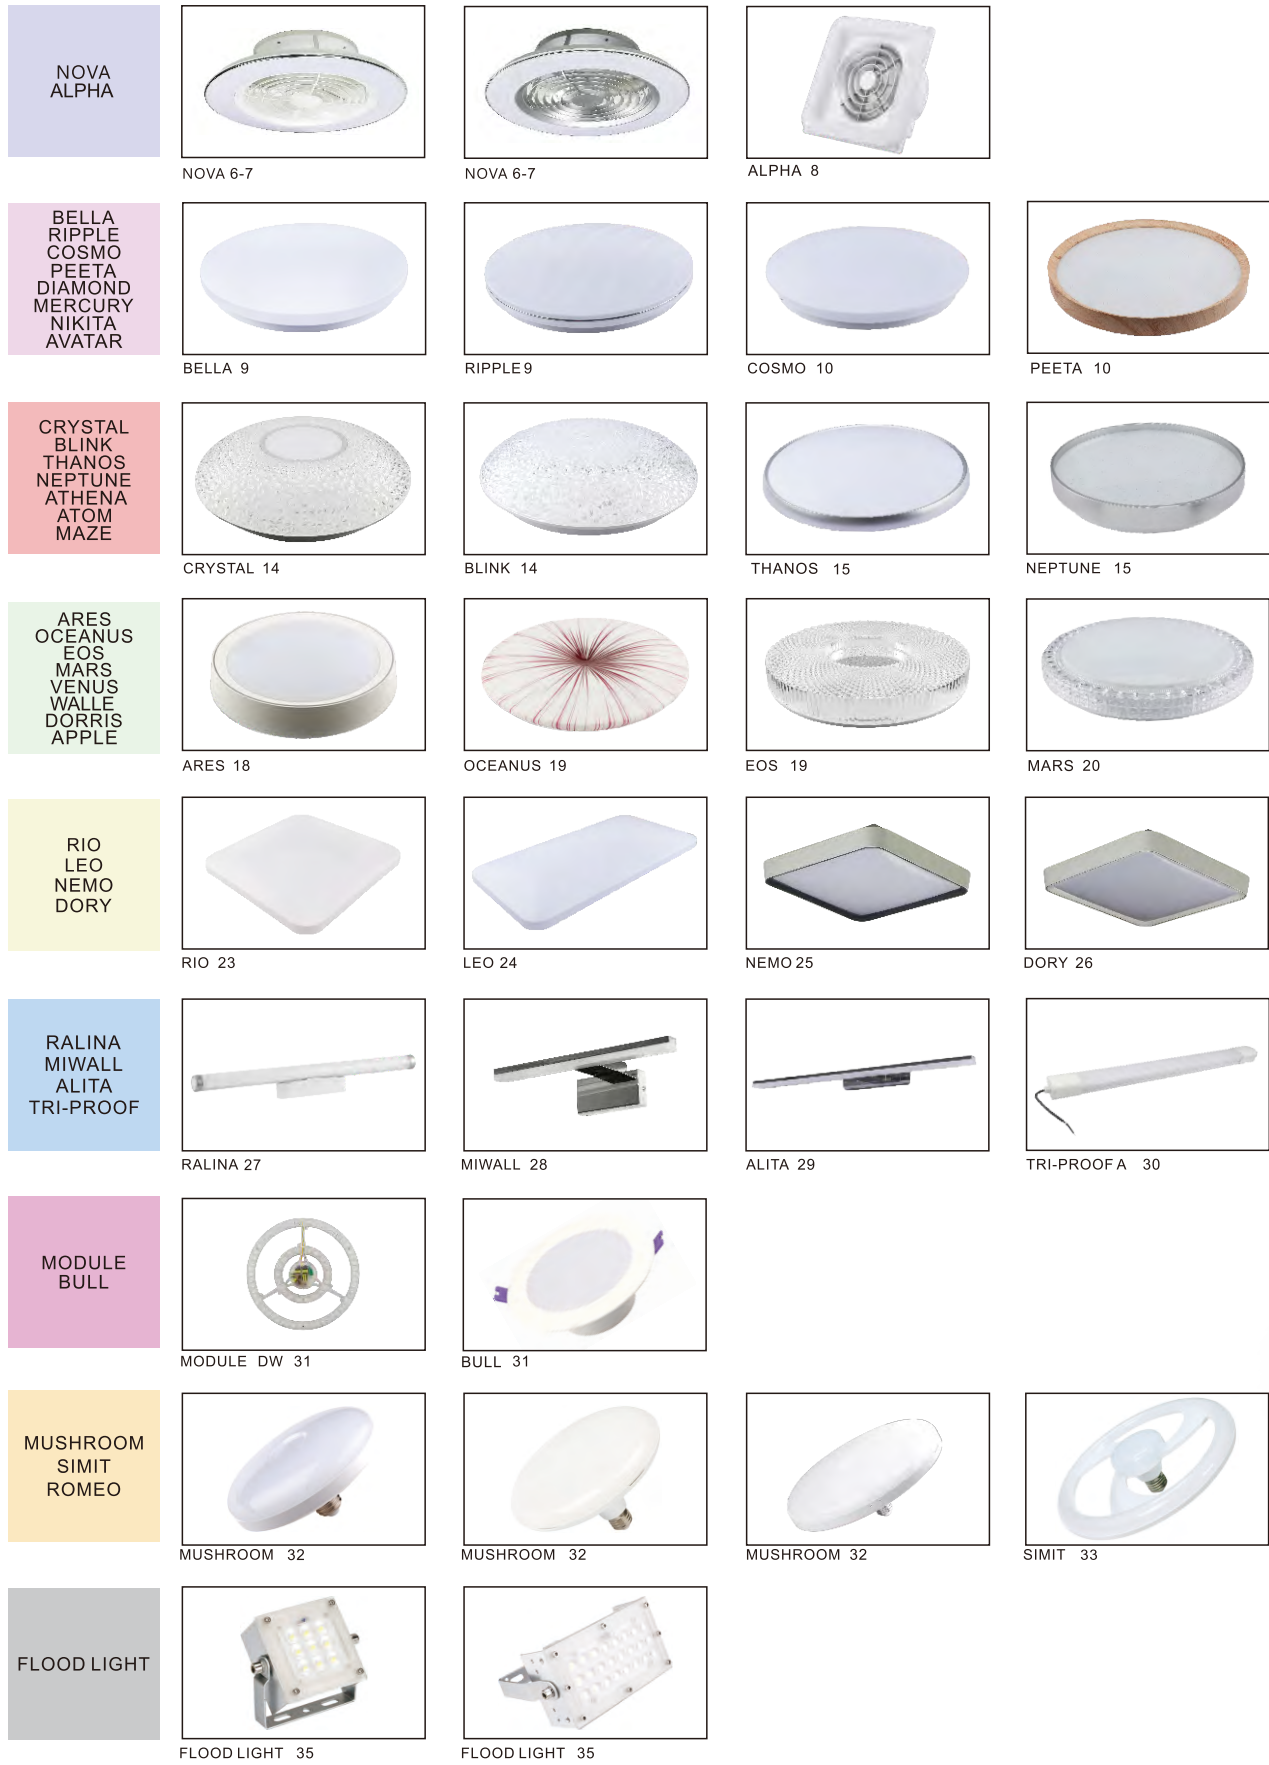 NOVA
ALPHA
NOVA 6-7
NOVA 6-7
ALPHA 8
BELLA
RIPPLE
COSMO
PEETA
DIAMOND
MERCURY
NIKITA
AVATAR
BELLA 9
RIPPLE 9
COSMO 10
PEETA 10
CRYSTAL
BLINK
THANOS
NEPTUNE
ATHENA
ATOM
MAZE
CRYSTAL 14
BLINK 14
THANOS 15
NEPTUNE 15
ARES
OCEANUS
EOS
MARS
VENUS
WALLE
DORRIS
APPLE
ARES 18
OCEANUS 19
EOS 19
MARS 20
RIO
LEO
NEMO
DORY
RIO 23
LEO 24
NEMO 25
DORY 26
RALINA
MIWALL
ALITA
TRI-PROOF
RALINA 27
MIWALL 28
ALITA 29
TRI-PROOF A 30
MODULE
BULL
MODULE DW 31
BULL 31
MUSHROOM
SIMIT
ROMEO
MUSHROOM 32
MUSHROOM 32
MUSHROOM 32
SIMIT 33
FLOOD LIGHT
FLOOD LIGHT 35
FLOOD LIGHT 35